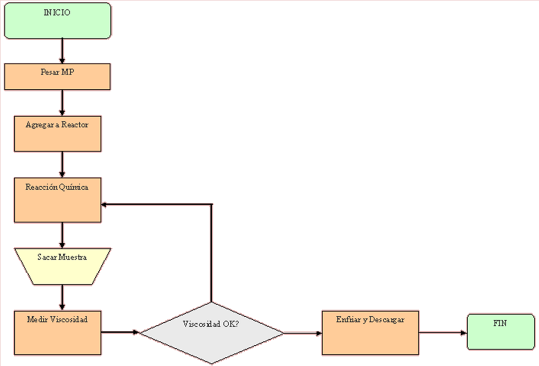 INICIO
Pesar MP
Agregar a Reactor
Reacción Química
Sacar Muestra
Medir Viscosidad
Viscosidad OK?
Enfriar y Descargar
FIN